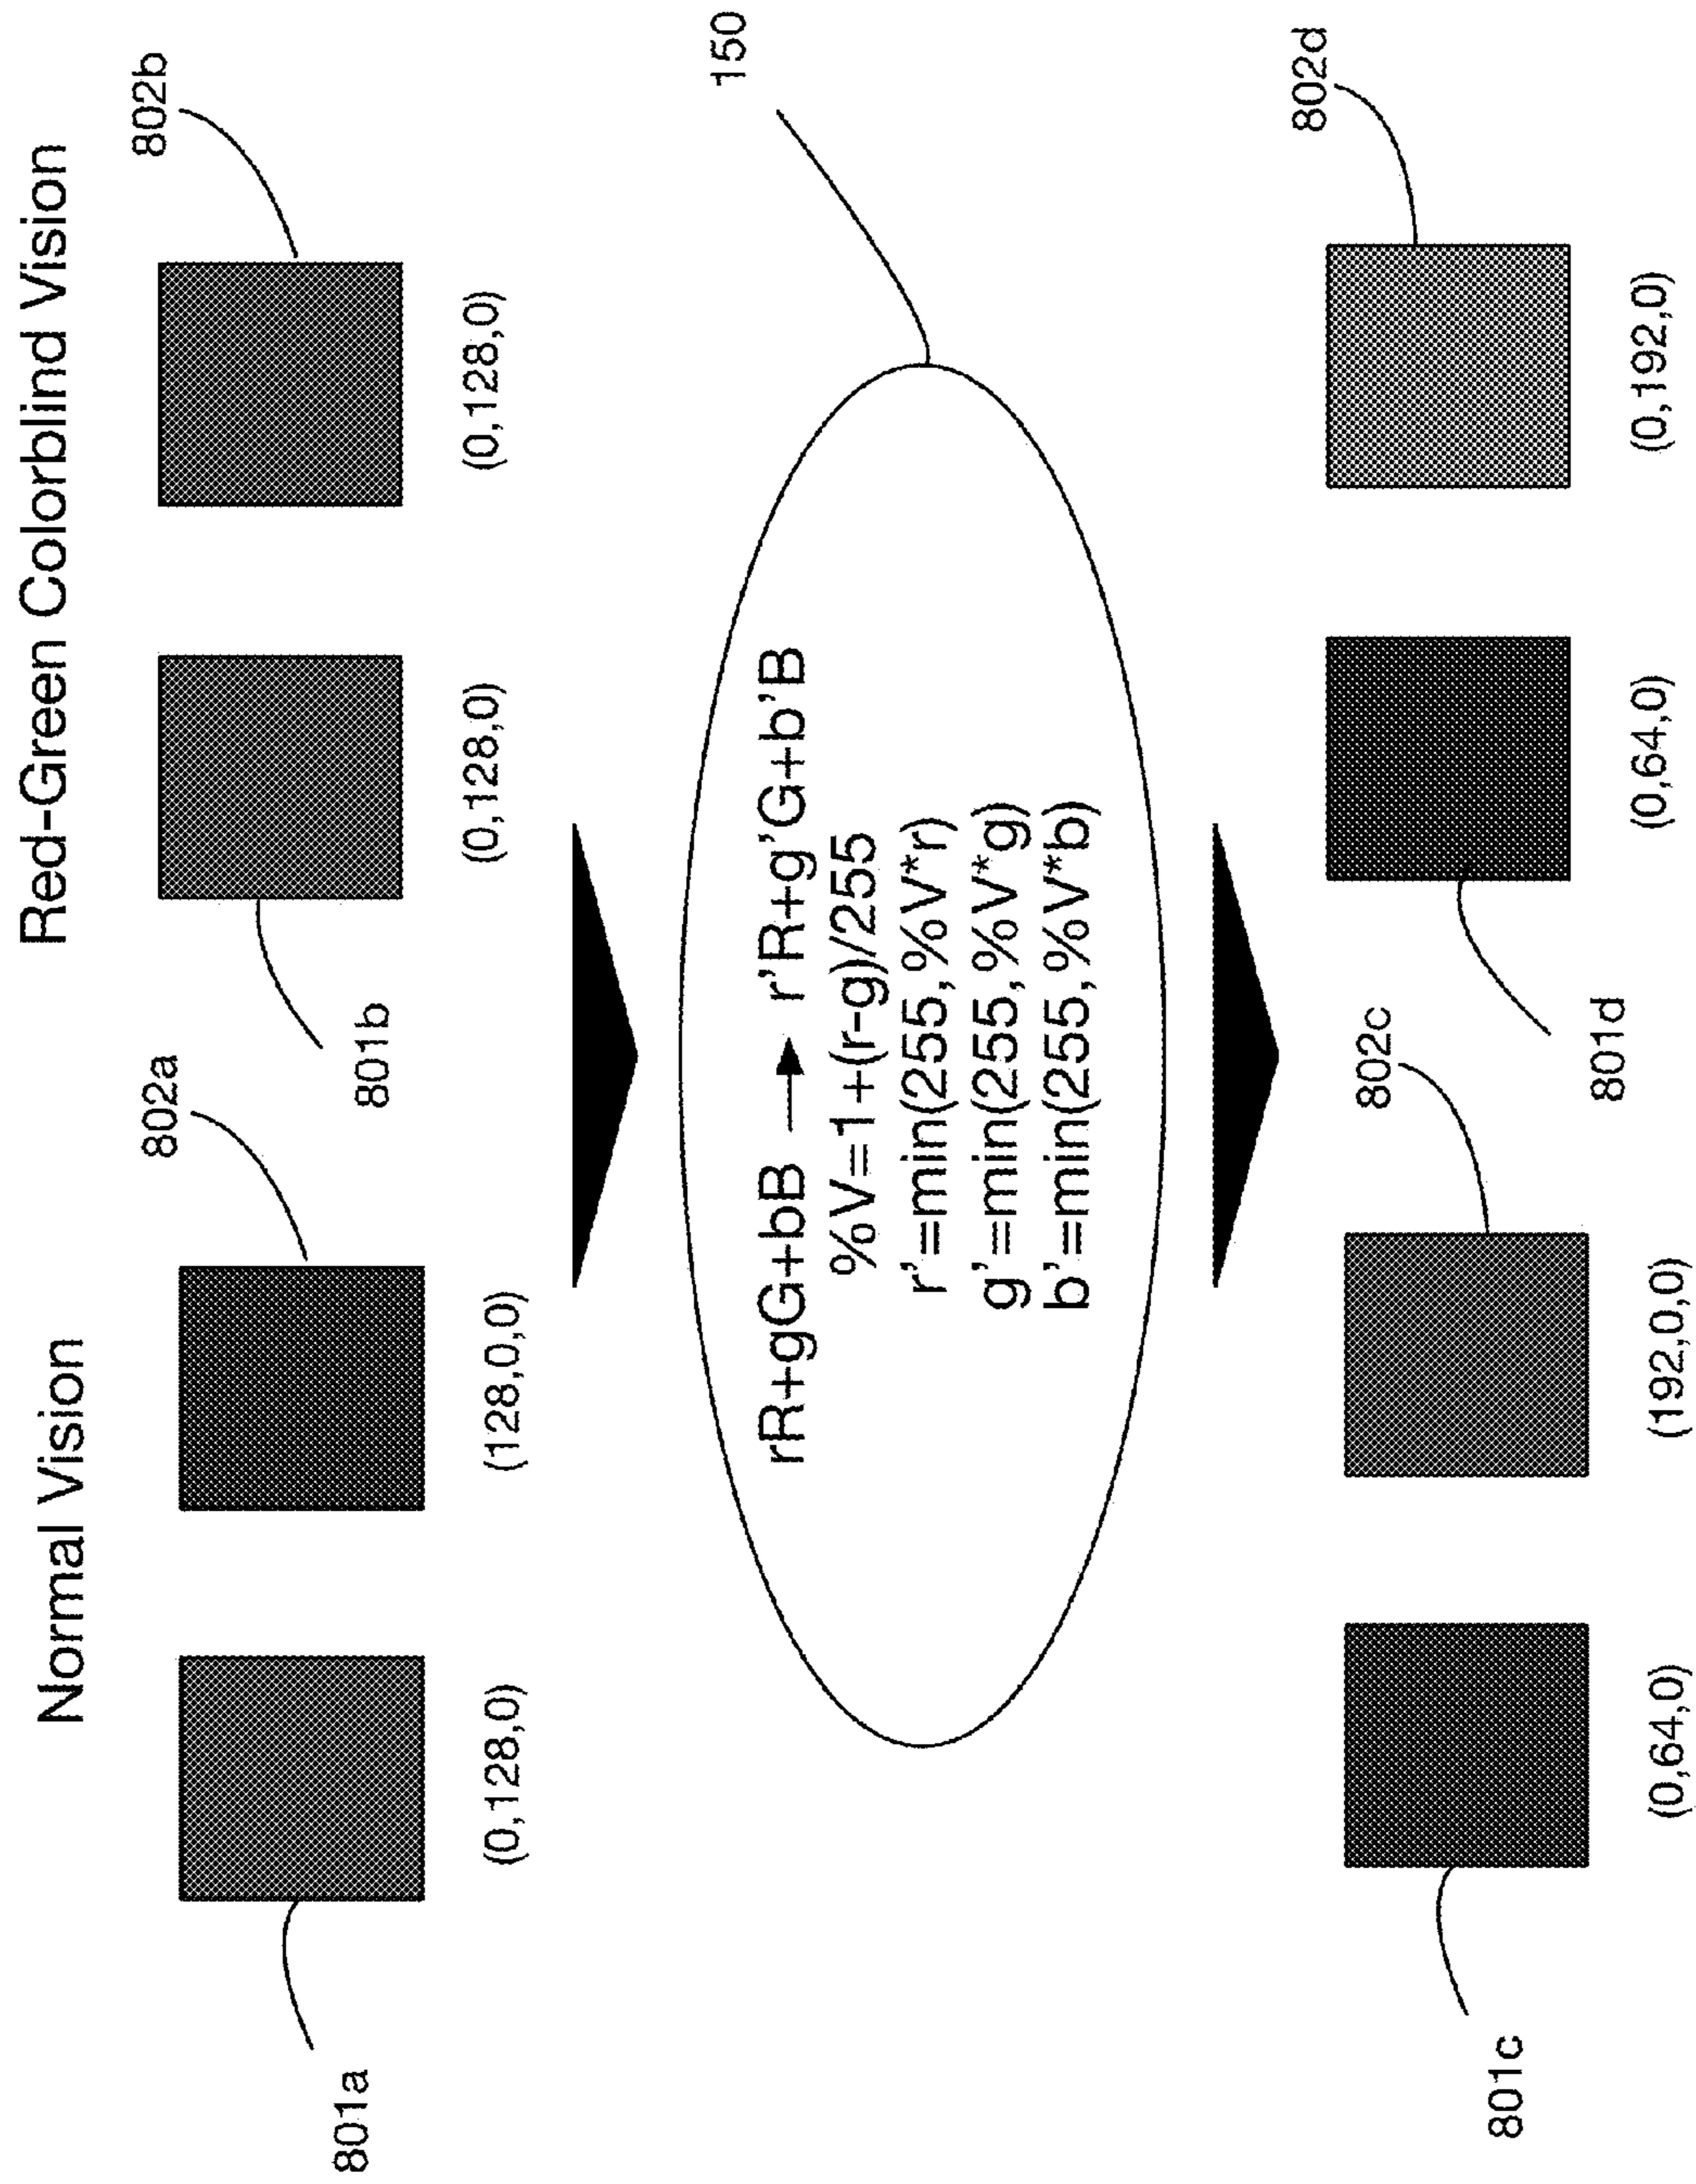 Normal Vision
Red-Green Colorblind Vision
802a
802b
801a
801b
(0,128,0)
(128,0,0)
(0,128,0)
(0,128,0)
150
rR+gG+bB → r’R+g’G+b’B
%V=1+(r-g)/255
r’=min(255,%V*r)
g’=min(255,%V*g)
b’=min(255,%V*b)
802c
802d
801c
801d
(0,64,0)
(192,0,0)
(0,64,0)
(0,192,0)